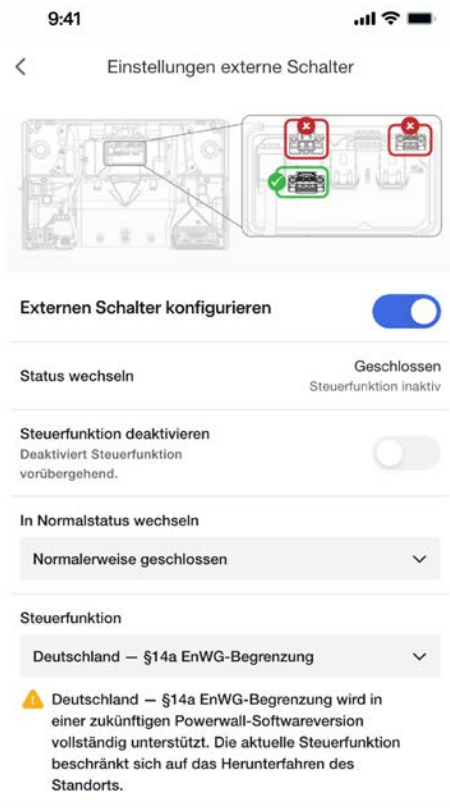 9:41
Einstellungen externe Schalter
Externen Schalter konfigurieren
Status wechseln
Geschlossen
Steuerfunktion inaktiv
Steuerfunktion deaktivieren
Deaktiviert Steuerfunktion
vorübergehend.
In Normalstatus wechseln
Normalerweise geschlossen
Steuerfunktion
Deutschland — §14a EnWG-Begrenzung
Deutschland — §14a EnWG-Begrenzung wird in
einer zukünftigen Powerwall-Softwareversion
vollständig unterstützt. Die aktuelle Steuerfunktion
beschränkt sich auf das Herunterfahren des
Standorts.